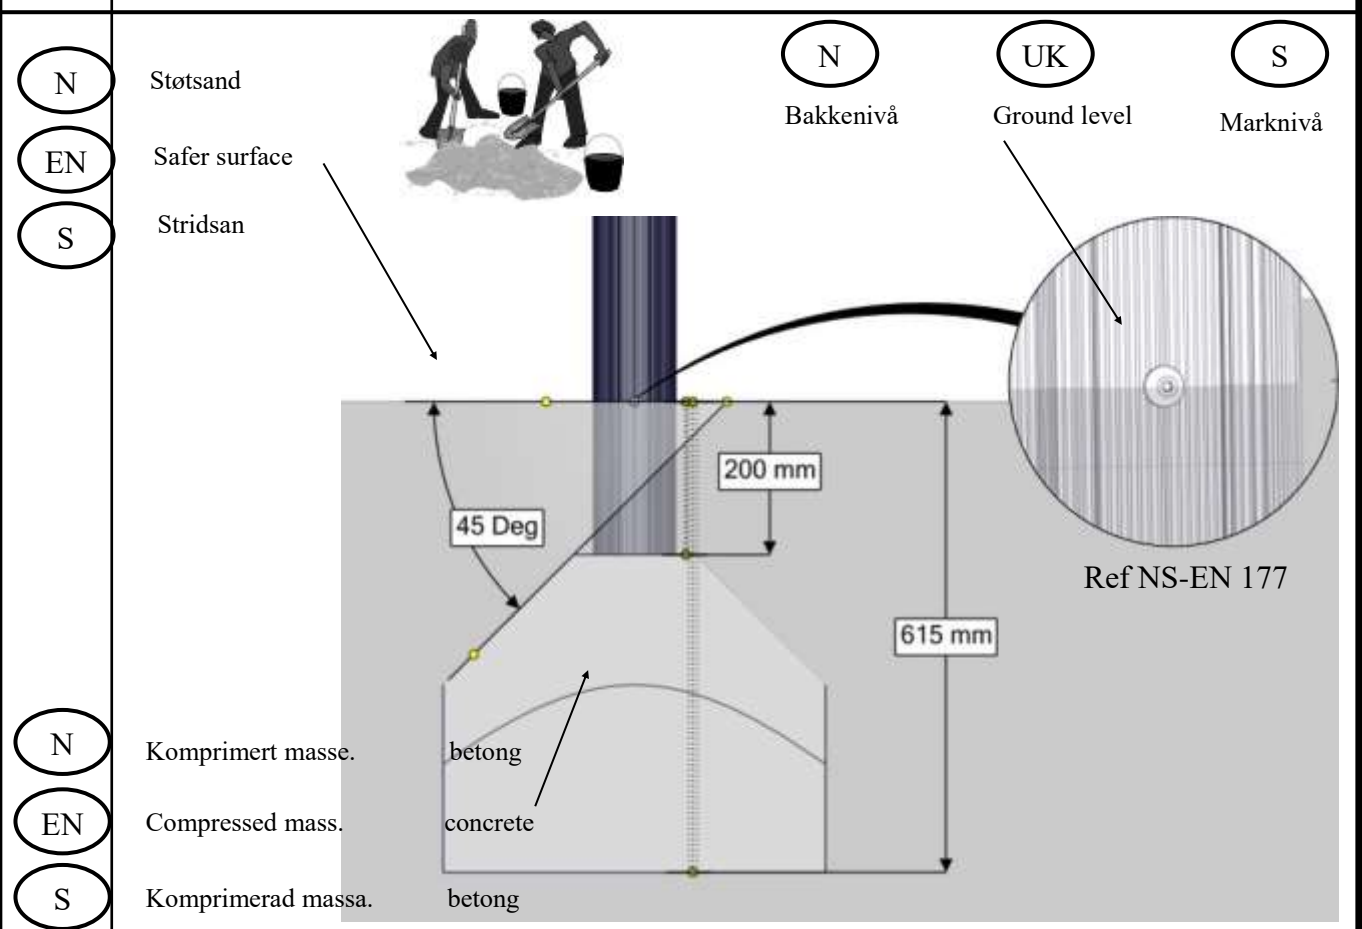 N
Støtsand
EN
Safer surface
S
Stridsan
N
Bakkenivå
UK
Ground level
S
Marknivå
200 mm
45 Deg
615 mm
Ref NS-EN 177
N
Komprimert masse. betong
EN
Compressed mass. concrete
S
Komprimerad massa. betong